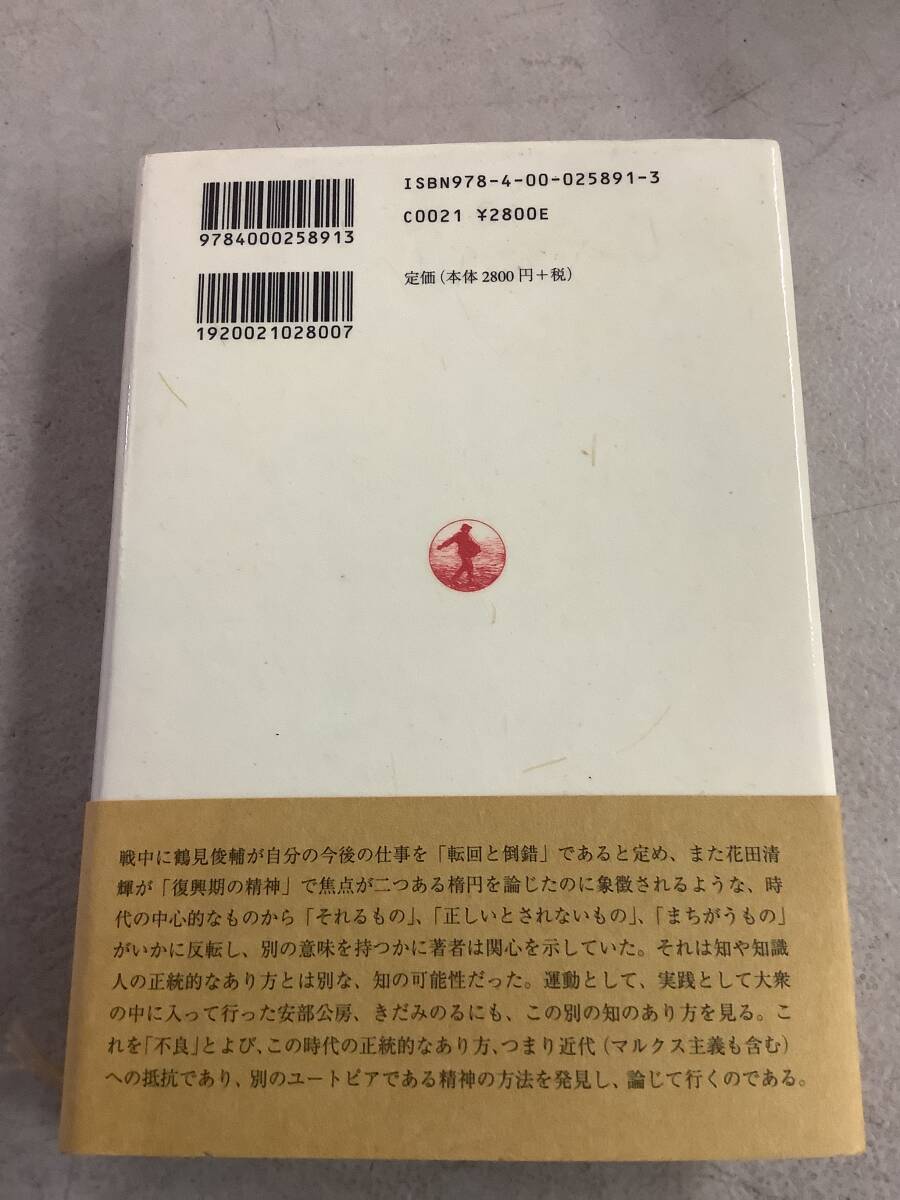 ISBN978-4-00-025891-3
C0021 ¥2800E
9784000258913
定価(本体2800円+税)
1920021028007
戦中に鶴見俊輔が自分の今後の仕事を「転回と倒錯」であると定め、また花田清
輝が「復興期の精神」で焦点が二つある楕円を論じたのに象徴されるような、時
代の中心的なものから「それるもの」、「正しいとされないもの」、「まちがうもの」
がいかに反転し、別の意味を持つかに著者は関心を示していた。それは知や知識
人の正統的なあり方とは別な、知の可能性だった。運動として、実践として大衆
の中に入って行った安部公房、きだみのるにも、この別の知のあり方を見る。こ
れを「不良」とよび、この時代の正統的なあり方、つまり近代(マルクス主義も含む)
への抵抗であり、別のユートピアである精神の方法を発見し、論じて行くのである。